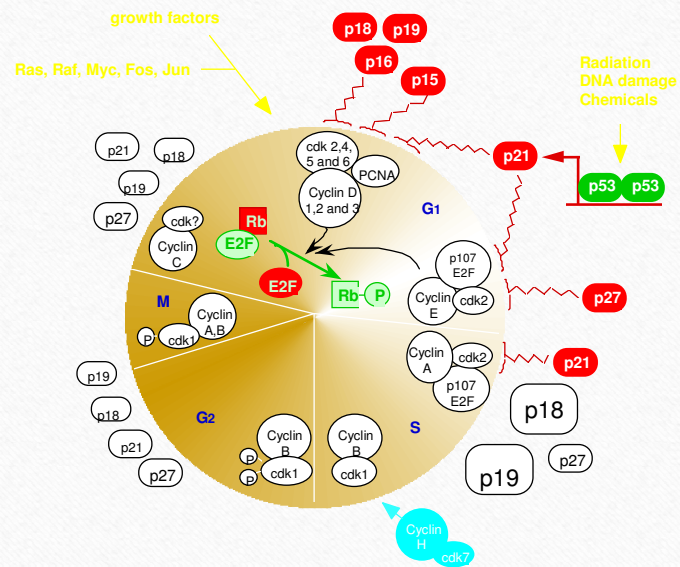 growth factors
Ras, Raf, Myc, Fos, Jun
p18
p19
p16
p15
Radiation
DNA damage
Chemicals
p21
p53
p53
p21
p18
p19
p27
cdk 2,4,
5 and 6
PCNA
Cyclin D
1,2 and 3
G1
cdk?
Cyclin
C
Rb
E2F
E2F
Rb
P
p107
E2F
Cyclin
E
cdk2
p27
M
Cyclin
A,B
P
cdk1
Cyclin
A
cdk2
p107
E2F
p21
p19
p18
p21
p27
G2
Cyclin
B
P
cdk1
P
Cyclin
B
cdk1
S
p18
p19
p27
Cyclin
H
cdk7